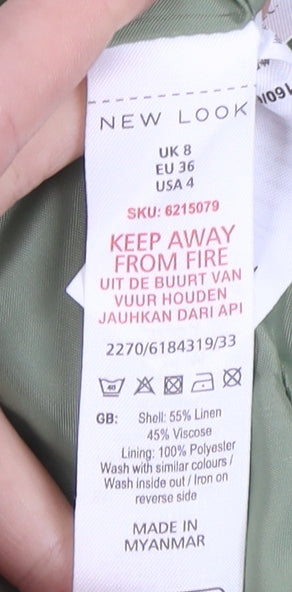 NEW LOOK
UK 8
EU 36
USA 4
SKU: 6215079
KEEP AWAY
FROM FIRE
UIT DE BUURT VAN
VUUR HOUDEN
JAUHKAN DARI API
2270/6184319/33
40
GB: Shell: 55% Linen
45% Viscose
Lining: 100% Polyester
Wash with similar colours /
Wash inside out / Iron on
reverse side
MADE IN
MYANMAR